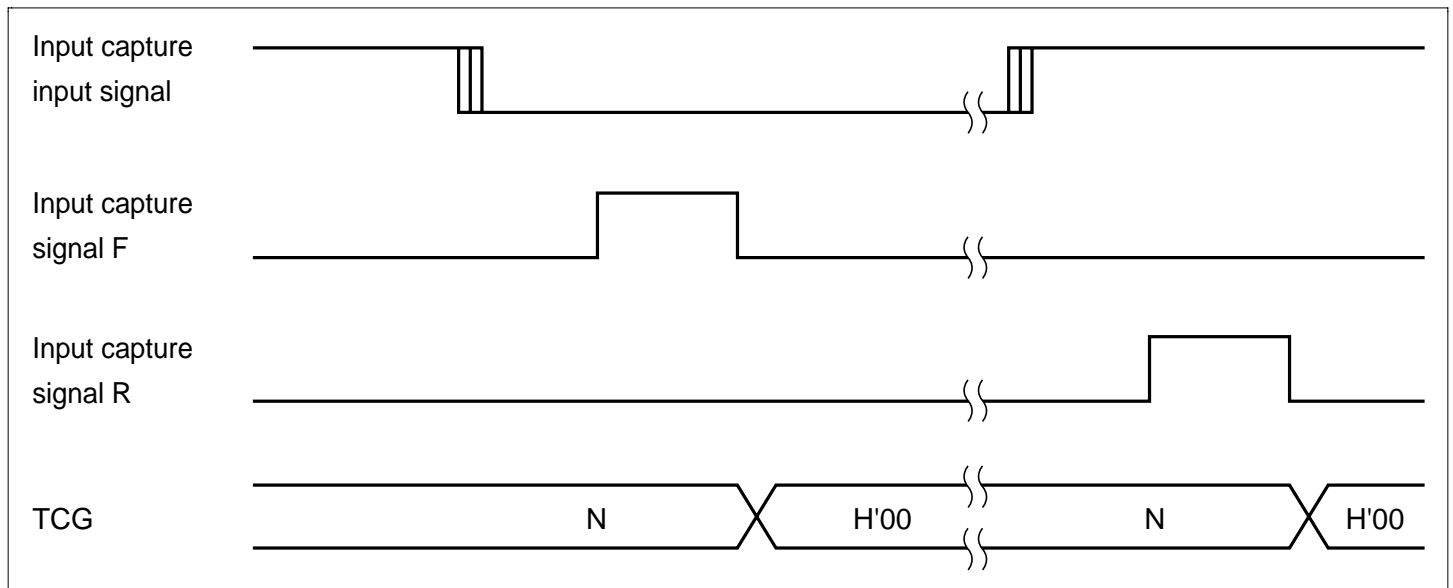 Input capture
input signal
Input capture
signal F
Input capture
signal R
TCG N H'00 N H'00